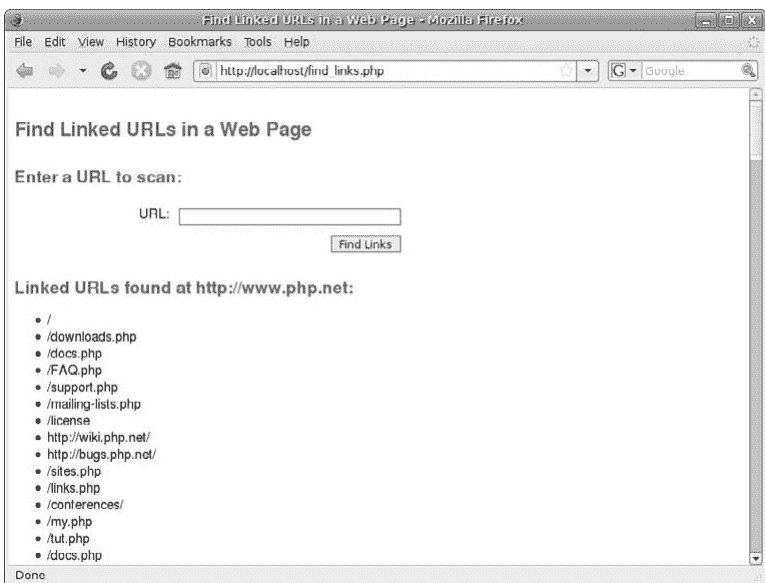 Find Linked URLs in a Web Page - Mozilla Firefox
File Edit View History Bookmarks Tools Help
http://localhost/find_links.php
G Google
Find Linked URLs in a Web Page
Enter a URL to scan:
URL:
Find Links
Linked URLs found at http://www.php.net:
• /
• /downloads.php
• /docs.php
• /FAQ.php
• /support.php
• /mailing-lists.php
• /license
• http://wiki.php.net/
• http://bugs.php.net/
• /sites.php
• /links.php
• /conferences/
• /my.php
• /tut.php
• /docs.php
Done